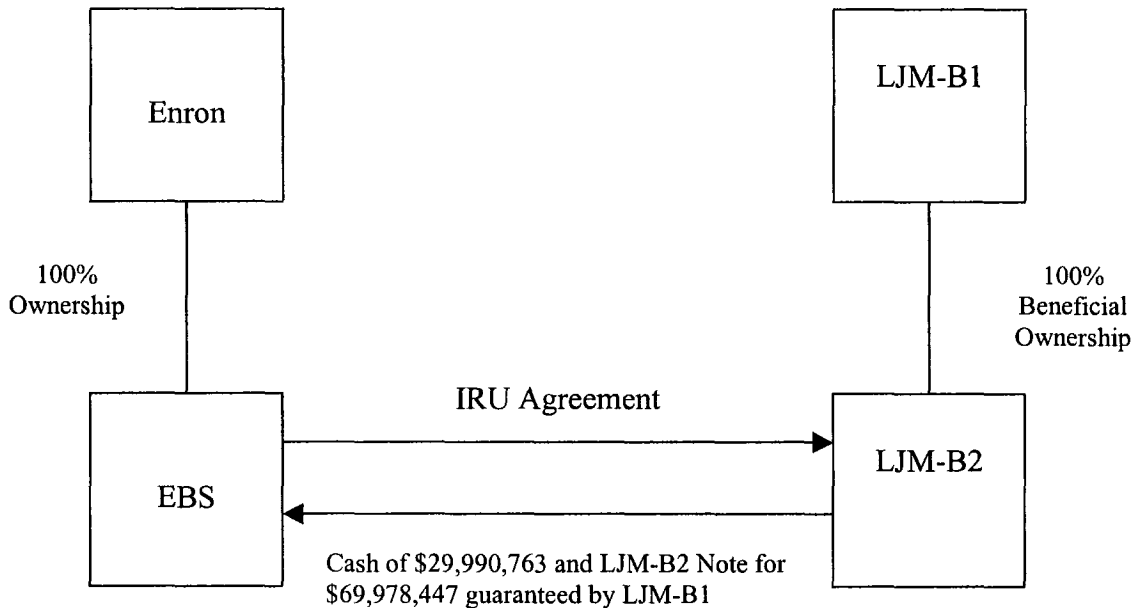 Enron
LJM-B1
100%
Ownership
100%
Beneficial
Ownership
IRU Agreement
EBS
LJM-B2
Cash of $29,990,763 and LJM-B2 Note for
$69,978,447 guaranteed by LJM-B1